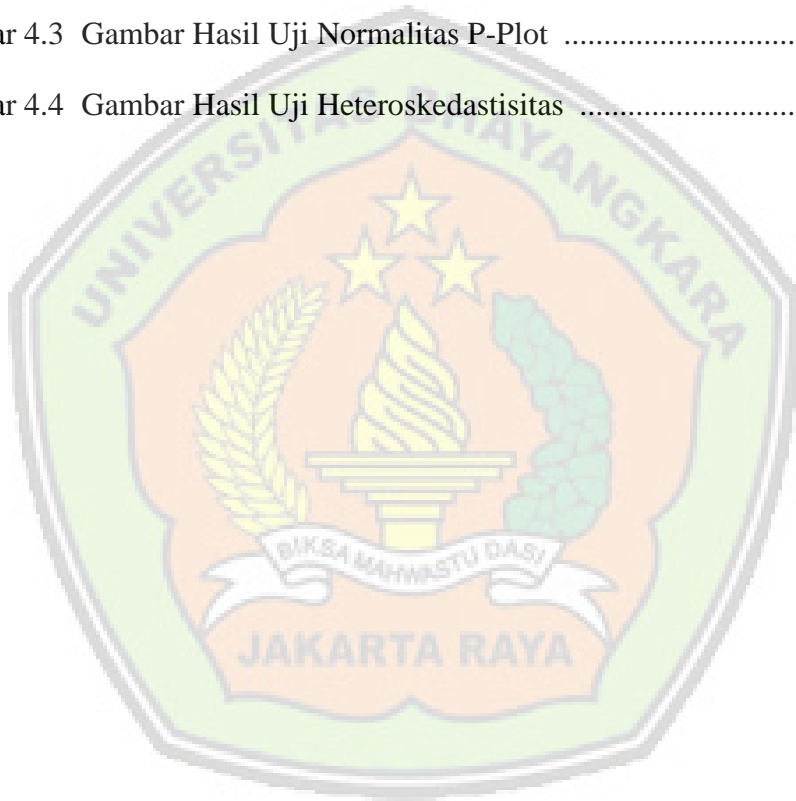 ar 4.3 Gambar Hasil Uji Normalitas P-Plot .............................
ar 4.4 Gambar Hasil Uji Heteroskedastisitas ...........................
UNIVERSITAS BHAYANGKARA
BIKSA MAHWASTU DASI
JAKARTA RAYA